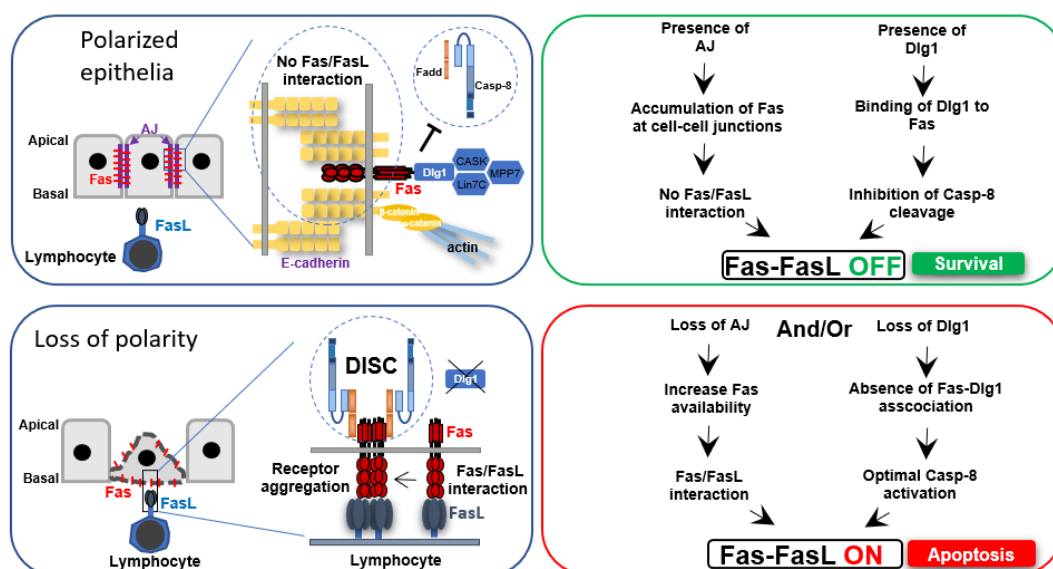 Polarized
epithelia
No Fas/FasL
interaction
Fadd
Casp-8
AJ
Apical
Fas
Basal
FasL
Lymphocyte
Fas
Dlg1
CASK
Lin7C
MPP7
β-catenin
α-catanin
actin
E-cadherin
Presence of
AJ
Accumulation of Fas
at cell-cell junctions
No Fas/FasL
interaction
Presence of
Dlg1
Binding of Dlg1 to
Fas
Inhibition of Casp-8
cleavage
Fas-FasL OFF
Survival
Loss of polarity
DISC
Dlg1
Apical
Basal
Fas
FasL
Lymphocyte
Receptor
aggregation
Fas
Fas/FasL
interaction
FasL
Lymphocyte
Loss of AJ
And/Or
Loss of Dlg1
Increase Fas
availability
Absence of Fas-Dlg1
asscociation
Fas/FasL
interaction
Optimal Casp-8
activation
Fas-FasL ON
Apoptosis